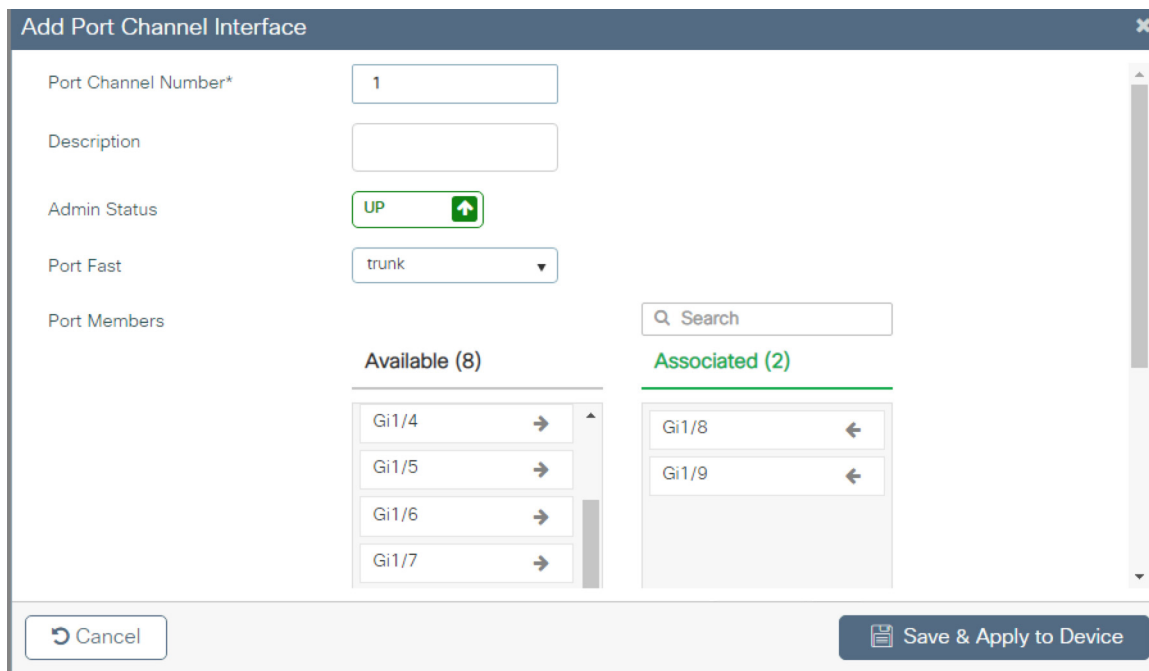 Add Port Channel Interface
Port Channel Number* 1
Description
Admin Status UP
Port Fast trunk
Port Members Search
Available (8) Associated (2)
Gi1/4 Gi1/8
Gi1/5 Gi1/9
Gi1/6
Gi1/7
Cancel Save & Apply to Device